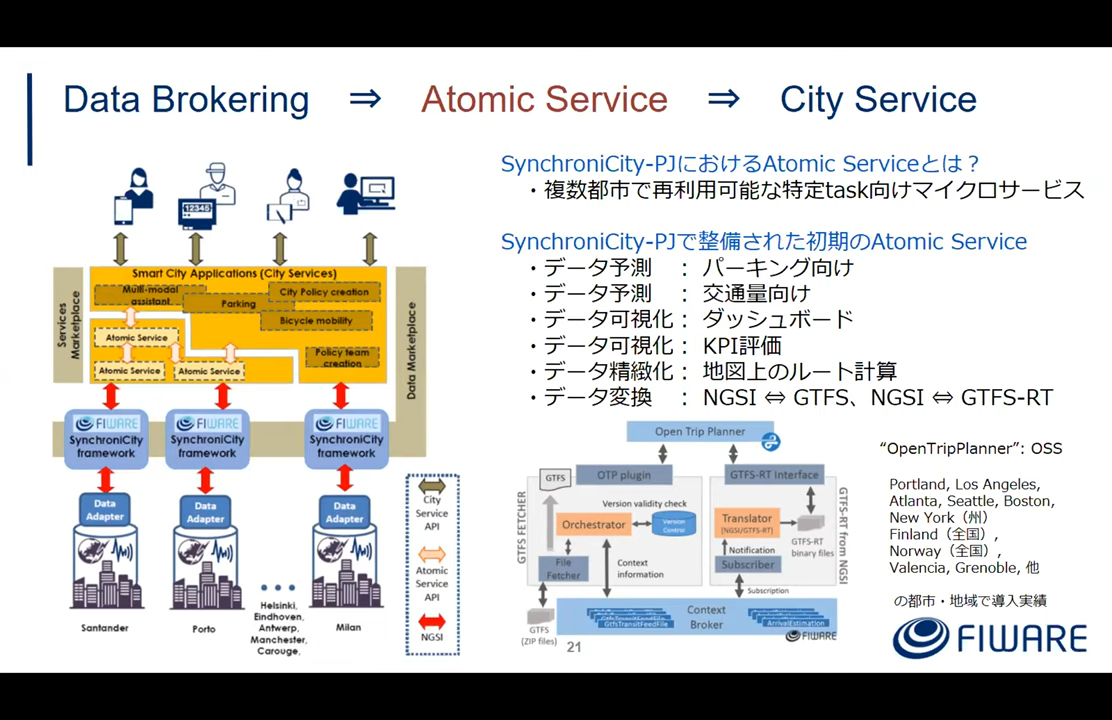 Data Brokering ⇒ Atomic Service ⇒ City Service
12345
Services Marketplace
Smart City Applications (City Services)
Multi-modal assistant
Parking
City Policy creation
Bicycle mobility
Policy team creation
Atomic Service
Atomic Service
Atomic Service
Data Marketplace
FIWARE
SynchroniCity framework
FIWARE
SynchroniCity framework
FIWARE
SynchroniCity framework
Data Adapter
Data Adapter
Data Adapter
Santander
Porto
Helsinki,
Eindhoven,
Antwerp,
Manchester,
Carouge,
Milan
City Service API
Atomic Service API
NGSI
SynchroniCity-PJにおけるAtomic Serviceとは？
・複数都市で再利用可能な特定task向けマイクロサービス
SynchroniCity-PJで整備された初期のAtomic Service
・データ予測 ： パーキング向け
・データ予測 ： 交通量向け
・データ可視化： ダッシュボード
・データ可視化： KPI評価
・データ精緻化： 地図上のルート計算
・データ変換 ： NGSI ⇔ GTFS、NGSI ⇔ GTFS-RT
Open Trip Planner
GTFS
OTP plugin
GTFS-RT Interface
GTFS FETCHER
Version validity check
Orchestrator
Version Control
Translator
(NGSI/GTFS-RT)
GTFS-RT binary files
GTFS-RT from NGSI
Notification
File Fetcher
Context information
Subscriber
Subscription
GTFS
(ZIP files)
GtfsTransitFeedFile
Context Broker
ArrivalEstimation
FIWARE
21
“OpenTripPlanner”: OSS
Portland, Los Angeles,
Atlanta, Seattle, Boston,
New York（州）
Finland（全国）,
Norway（全国）,
Valencia, Grenoble, 他
の都市・地域で導入実績
FIWARE